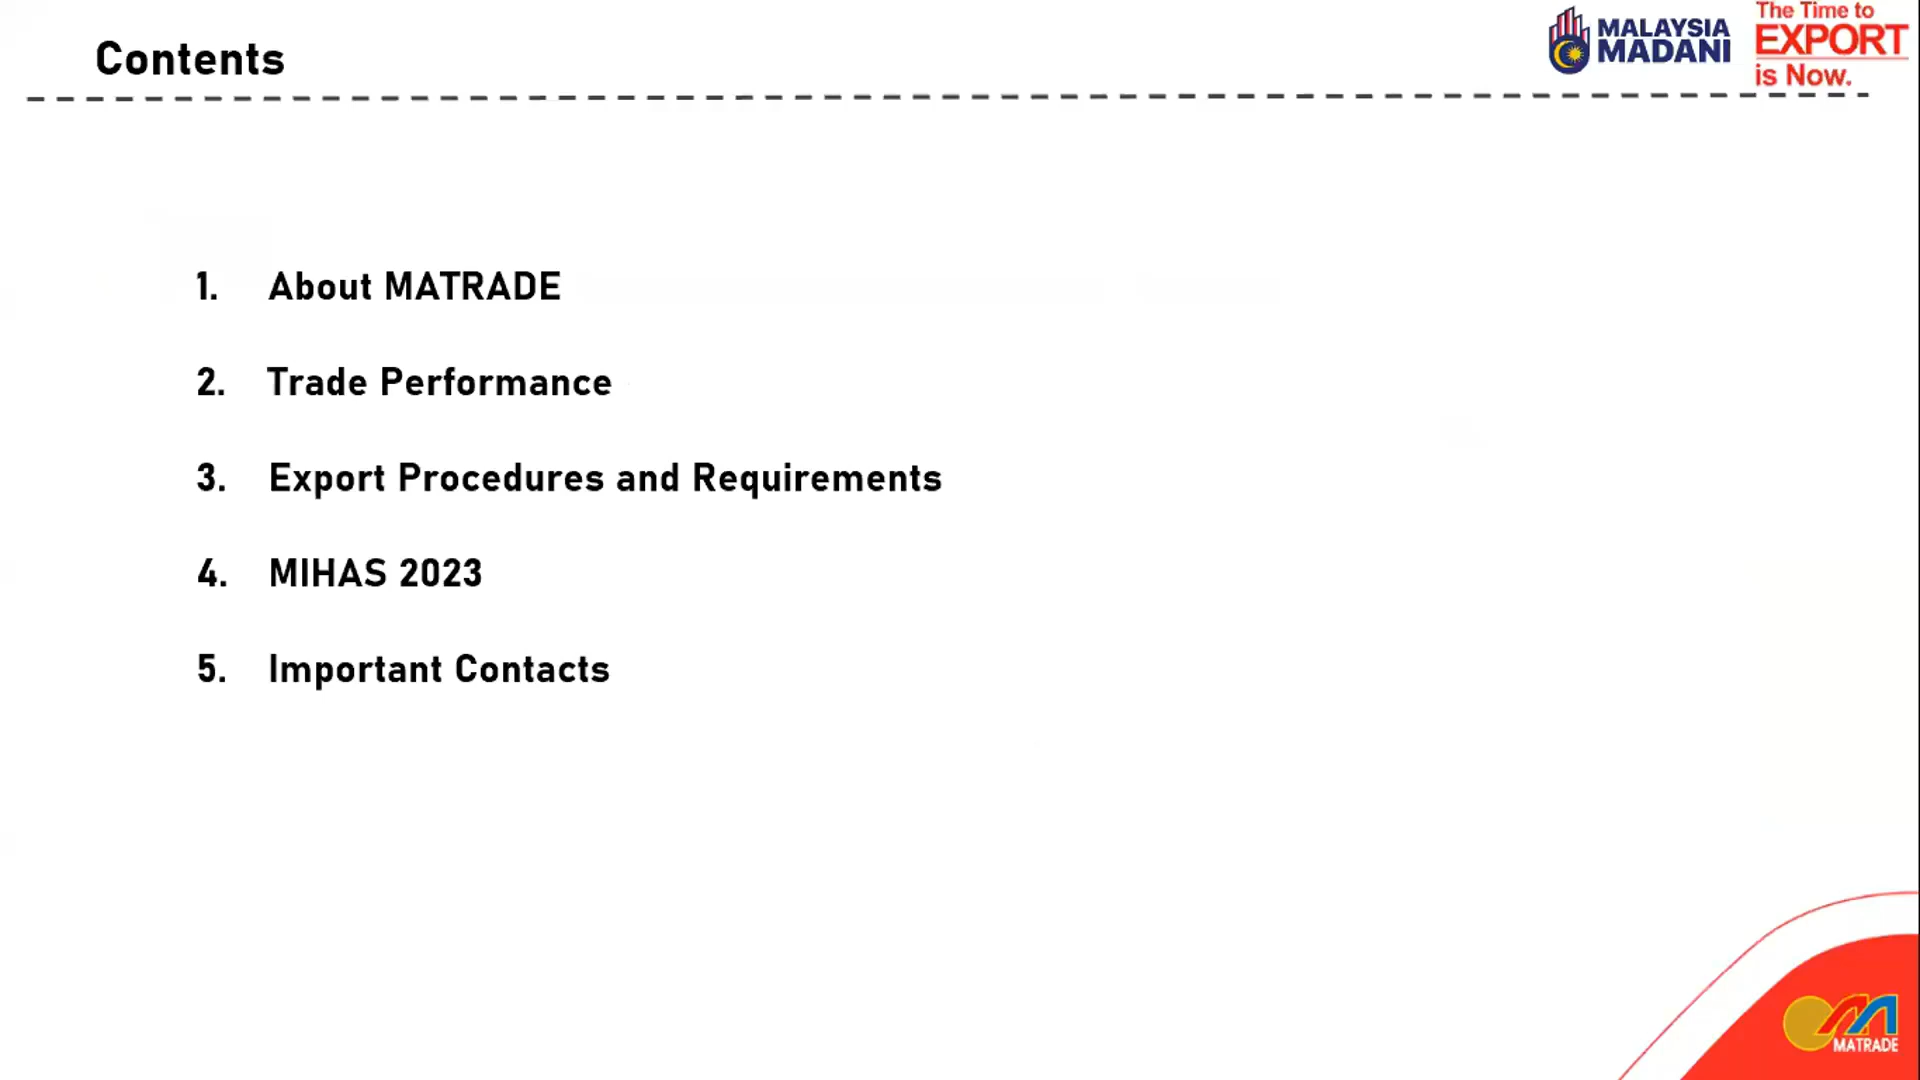 Contents
MALAYSIA
MADANI
The Time to
EXPORT
is Now.
1. About MATRADE
2. Trade Performance
3. Export Procedures and Requirements
4. MIHAS 2023
5. Important Contacts
MATRADE